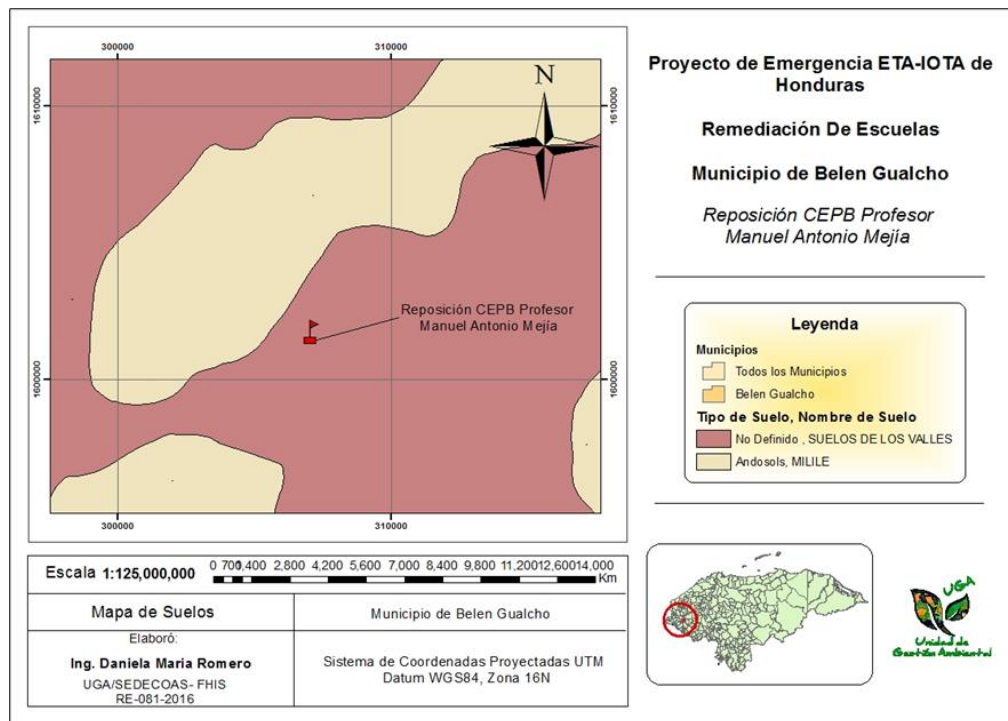 300000
310000
1610000
1610000
N
Reposición CEPB Profesor
Manuel Antonio Mejía
1600000
1600000
300000
310000
Proyecto de Emergencia ETA-IOTA de
Honduras
Remediación De Escuelas
Municipio de Belen Gualcho
Reposición CEPB Profesor
Manuel Antonio Mejía
Leyenda
Municipios
Todos los Municipios
Belen Gualcho
Tipo de Suelo, Nombre de Suelo
No Definido , SUELOS DE LOS VALLES
Andosols, MILILE
Escala 1:125,000,000
0 700 1,400 2,800 4,200 5,600 7,000 8,400 9,800 11,200 12,600 14,000
Km
Mapa de Suelos
Municipio de Belen Gualcho
Elaboró:
Ing. Daniela Maria Romero
UGA/SEDECOAS- FHIS
RE-081-2016
Sistema de Coordenadas Proyectadas UTM
Datum WGS84, Zona 16N
UGA
Unidad de
Gestión Ambiental